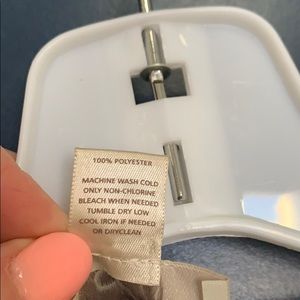 100% POLYESTER
MACHINE WASH COLD
ONLY NON-CHLORINE
BLEACH WHEN NEEDED
TUMBLE DRY LOW
COOL IRON IF NEEDED
OR DRYCLEAN